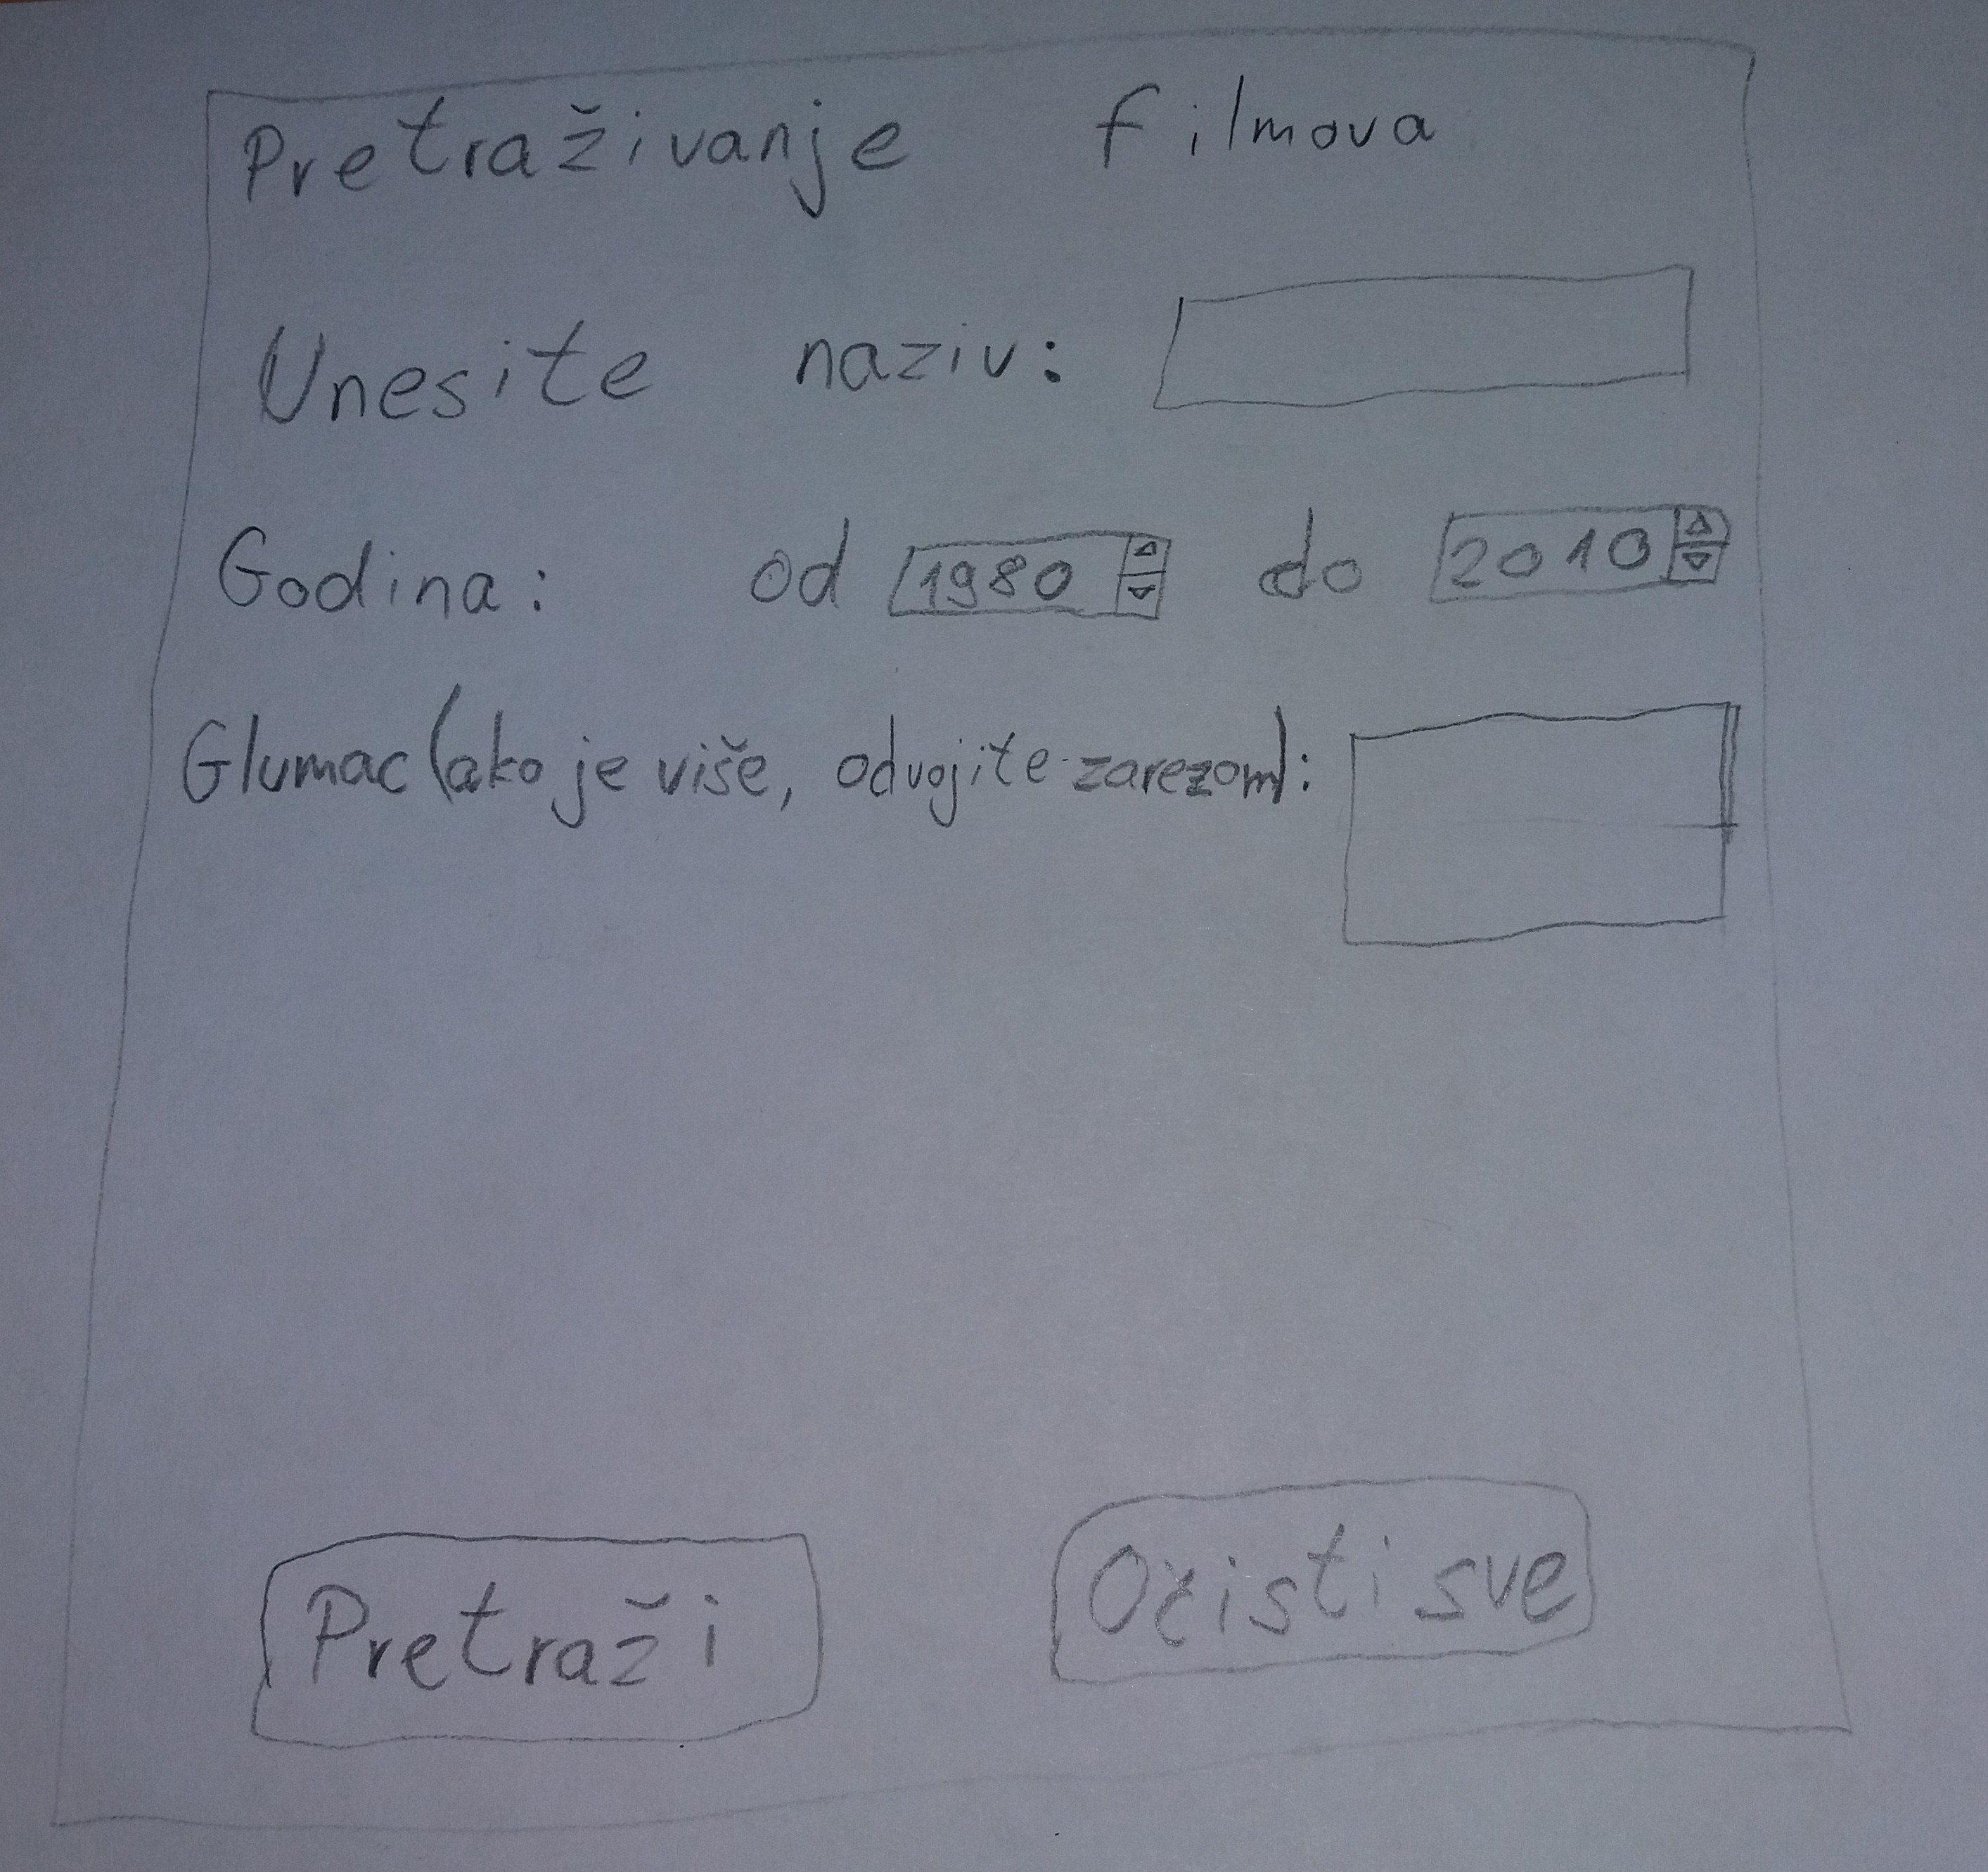 Pretraživanje filmova
Unesite naziv:
Godina: od 1980 do 2010
Glumac (ako je više, odvojite zarezom):
Pretraži Očisti sve